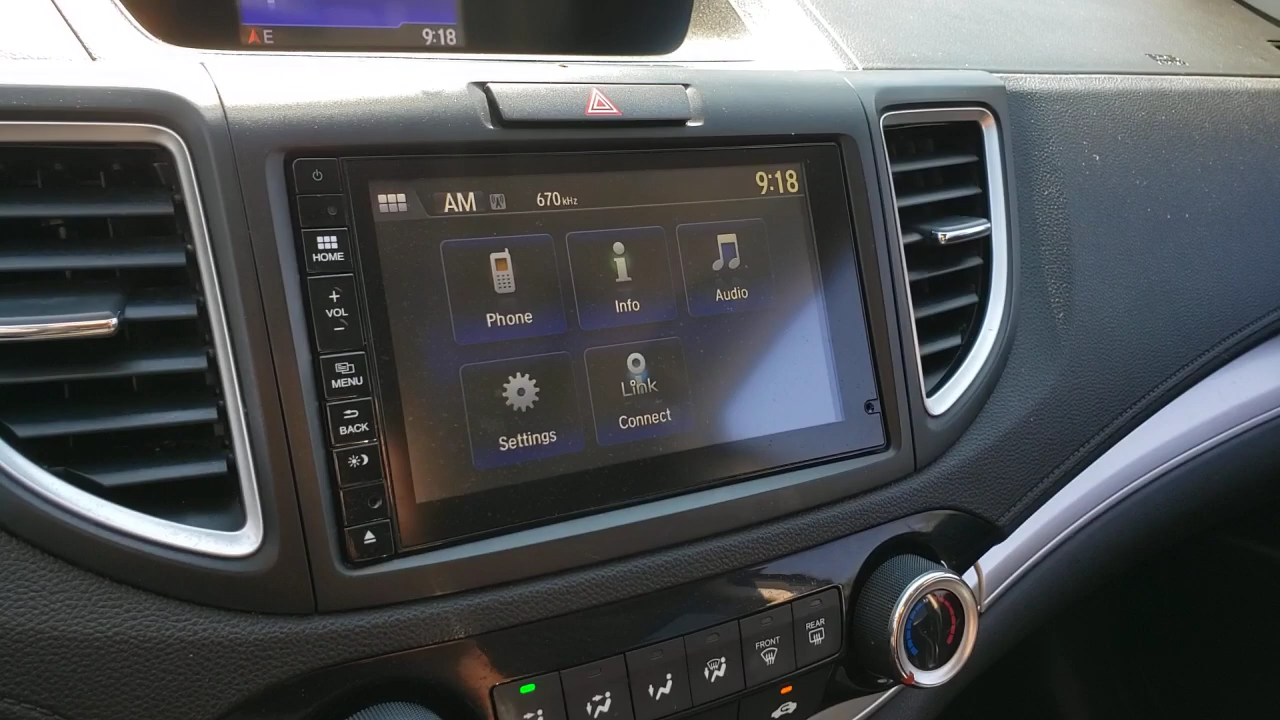 E 9:18
AM 670 kHz 9:18
HOME
VOL
MENU
BACK
Phone
Info
Audio
Settings
Link
Connect
FRONT
REAR